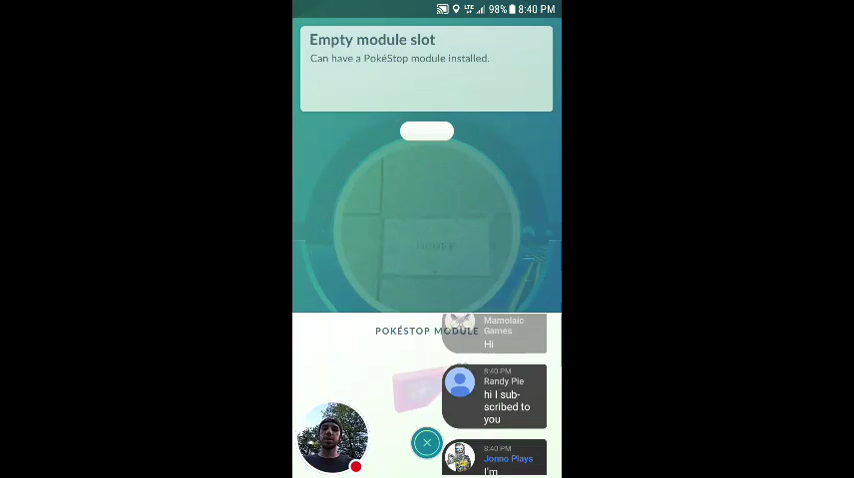 LTE 98% 8:40 PM
Empty module slot
Can have a PokéStop module installed.
POKÉSTOP MODULE
Mamolaic
Games
Hi
8:40 PM
Randy Pie
hi I sub-
scribed to
you
8:40 PM
Jonno Plays
I'm